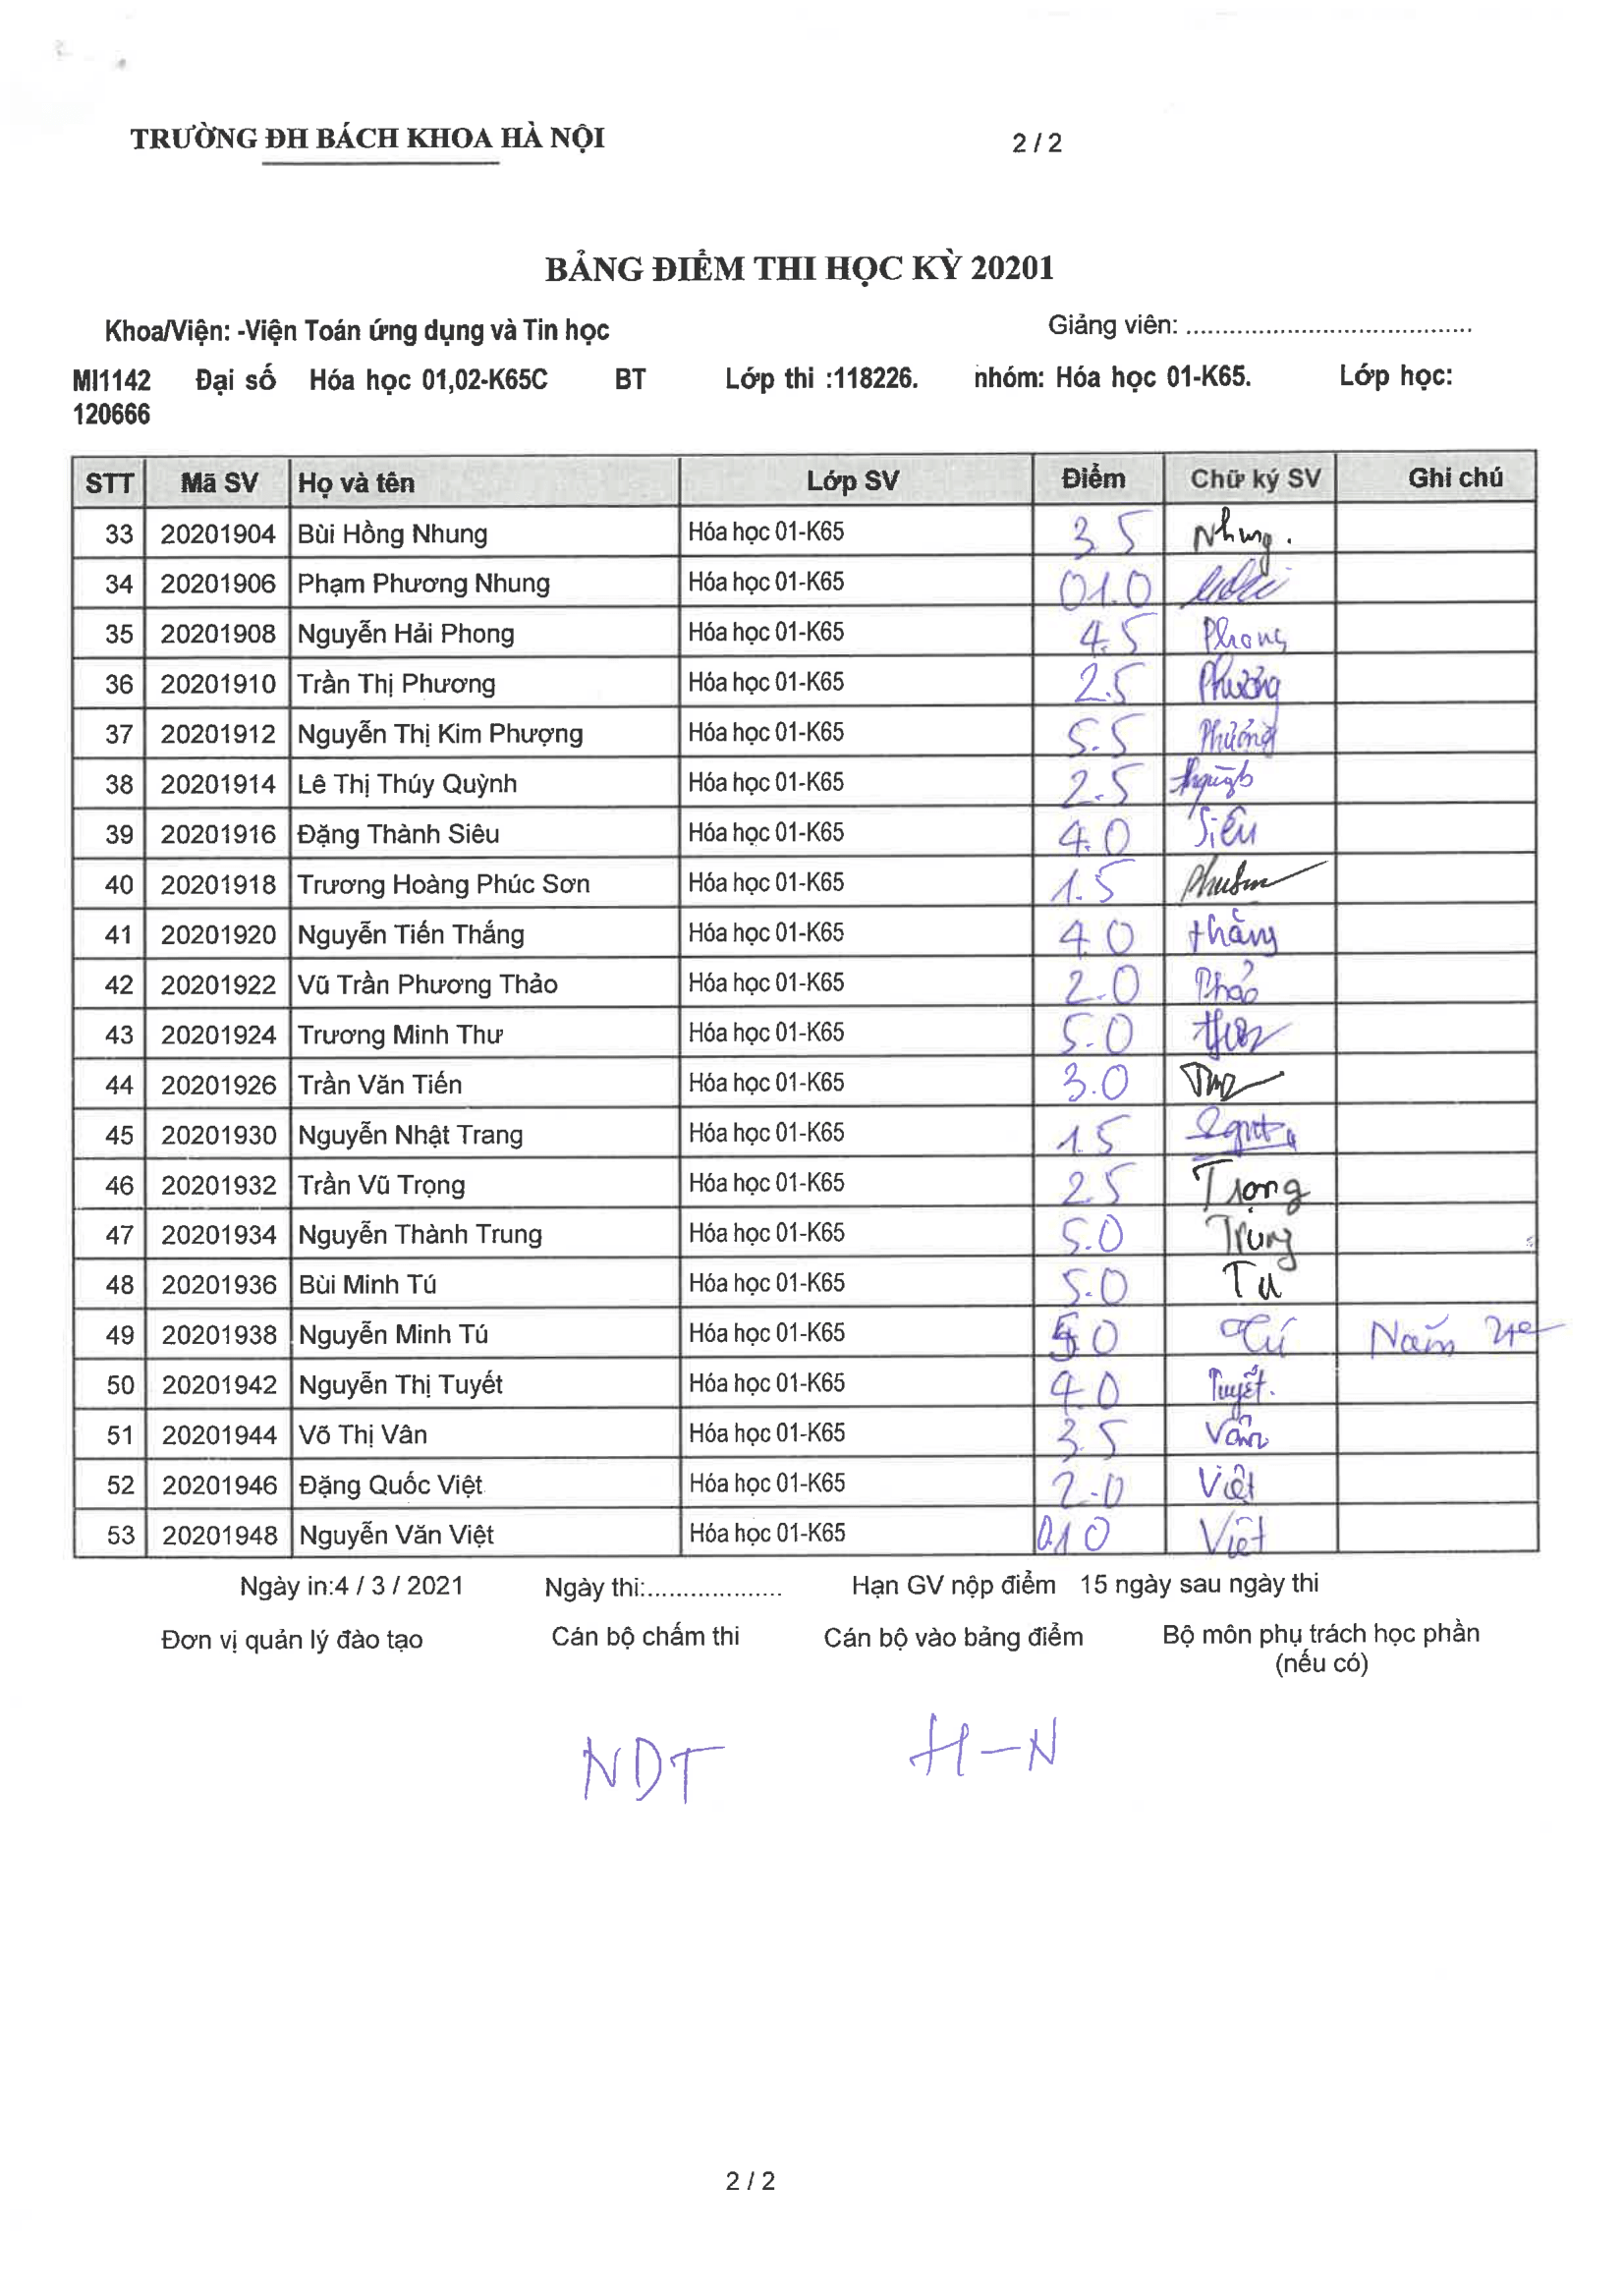 TRƯỜNG ĐH BÁCH KHOA HÀ NỘI 2 / 2
BẢNG ĐIỂM THI HỌC KỲ 20201
Khoa/Viện: -Viện Toán ứng dụng và Tin học Giảng viên: ........................................
MI1142 Đại số Hóa học 01,02-K65C BT Lớp thi :118226. nhóm: Hóa học 01-K65. Lớp học:
120666
STT Mã SV Họ và tên Lớp SV Điểm Chữ ký SV Ghi chú
33 20201904 Bùi Hồng Nhung Hóa học 01-K65 3 5 Nhung.
34 20201906 Phạm Phương Nhung Hóa học 01-K65 01.0
35 20201908 Nguyễn Hải Phong Hóa học 01-K65 4.5 Phong
36 20201910 Trần Thị Phương Hóa học 01-K65 2.5 Phương
37 20201912 Nguyễn Thị Kim Phượng Hóa học 01-K65 5.5 Phượng
38 20201914 Lê Thị Thúy Quỳnh Hóa học 01-K65 2.5
39 20201916 Đặng Thành Siêu Hóa học 01-K65 4.0 Siêu
40 20201918 Trương Hoàng Phúc Sơn Hóa học 01-K65 1.5
41 20201920 Nguyễn Tiến Thắng Hóa học 01-K65 4.0 thắng
42 20201922 Vũ Trần Phương Thảo Hóa học 01-K65 2.0 Thảo
43 20201924 Trương Minh Thư Hóa học 01-K65 5.0
44 20201926 Trần Văn Tiến Hóa học 01-K65 3.0
45 20201930 Nguyễn Nhật Trang Hóa học 01-K65 1.5
46 20201932 Trần Vũ Trọng Hóa học 01-K65 2.5 Trọng
47 20201934 Nguyễn Thành Trung Hóa học 01-K65 5.0 Trung
48 20201936 Bùi Minh Tú Hóa học 01-K65 5.0 Tú
49 20201938 Nguyễn Minh Tú Hóa học 01-K65 5.0 Tú Năm
50 20201942 Nguyễn Thị Tuyết Hóa học 01-K65 4.0 Tuyết.
51 20201944 Võ Thị Vân Hóa học 01-K65 3.5 Vân
52 20201946 Đặng Quốc Việt Hóa học 01-K65 2.0 Việt
53 20201948 Nguyễn Văn Việt Hóa học 01-K65 01.0 Việt
Ngày in:4 / 3 / 2021 Ngày thi:................... Hạn GV nộp điểm 15 ngày sau ngày thi
Đơn vị quản lý đào tạo Cán bộ chấm thi Cán bộ vào bảng điểm Bộ môn phụ trách học phần
(nếu có)
NDT H-N
2 / 2